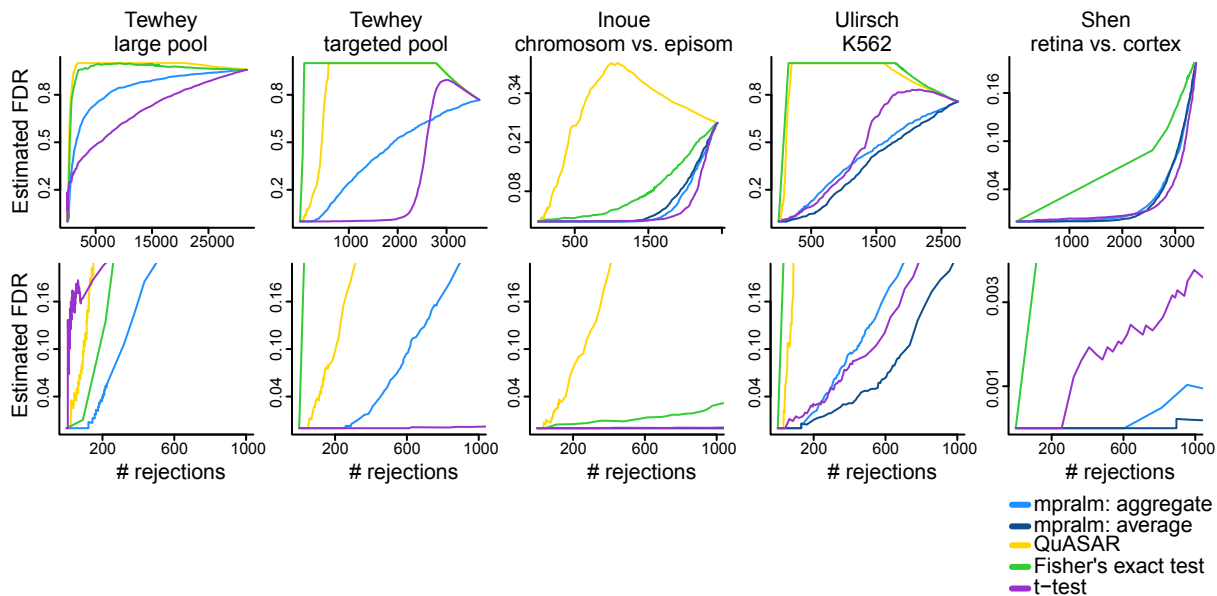 Tewhey
large pool
Tewhey
targeted pool
Inoue
chromosom vs. episom
Ulirsch
K562
Shen
retina vs. cortex
Estimated FDR
0.2 0.5 0.8
5000 15000 25000
0.2 0.5 0.8
1000 2000 3000
0.08 0.21 0.34
500 1500
0.2 0.5 0.8
500 1500 2500
0.04 0.10 0.16
1000 2000 3000
Estimated FDR
0.04 0.10 0.16
200 600 1000
# rejections
0.04 0.10 0.16
200 600 1000
# rejections
0.04 0.10 0.16
200 600 1000
# rejections
0.04 0.10 0.16
200 600 1000
# rejections
0.001 0.003
200 600 1000
# rejections
mpralm: aggregate
mpralm: average
QuASAR
Fisher's exact test
t−test